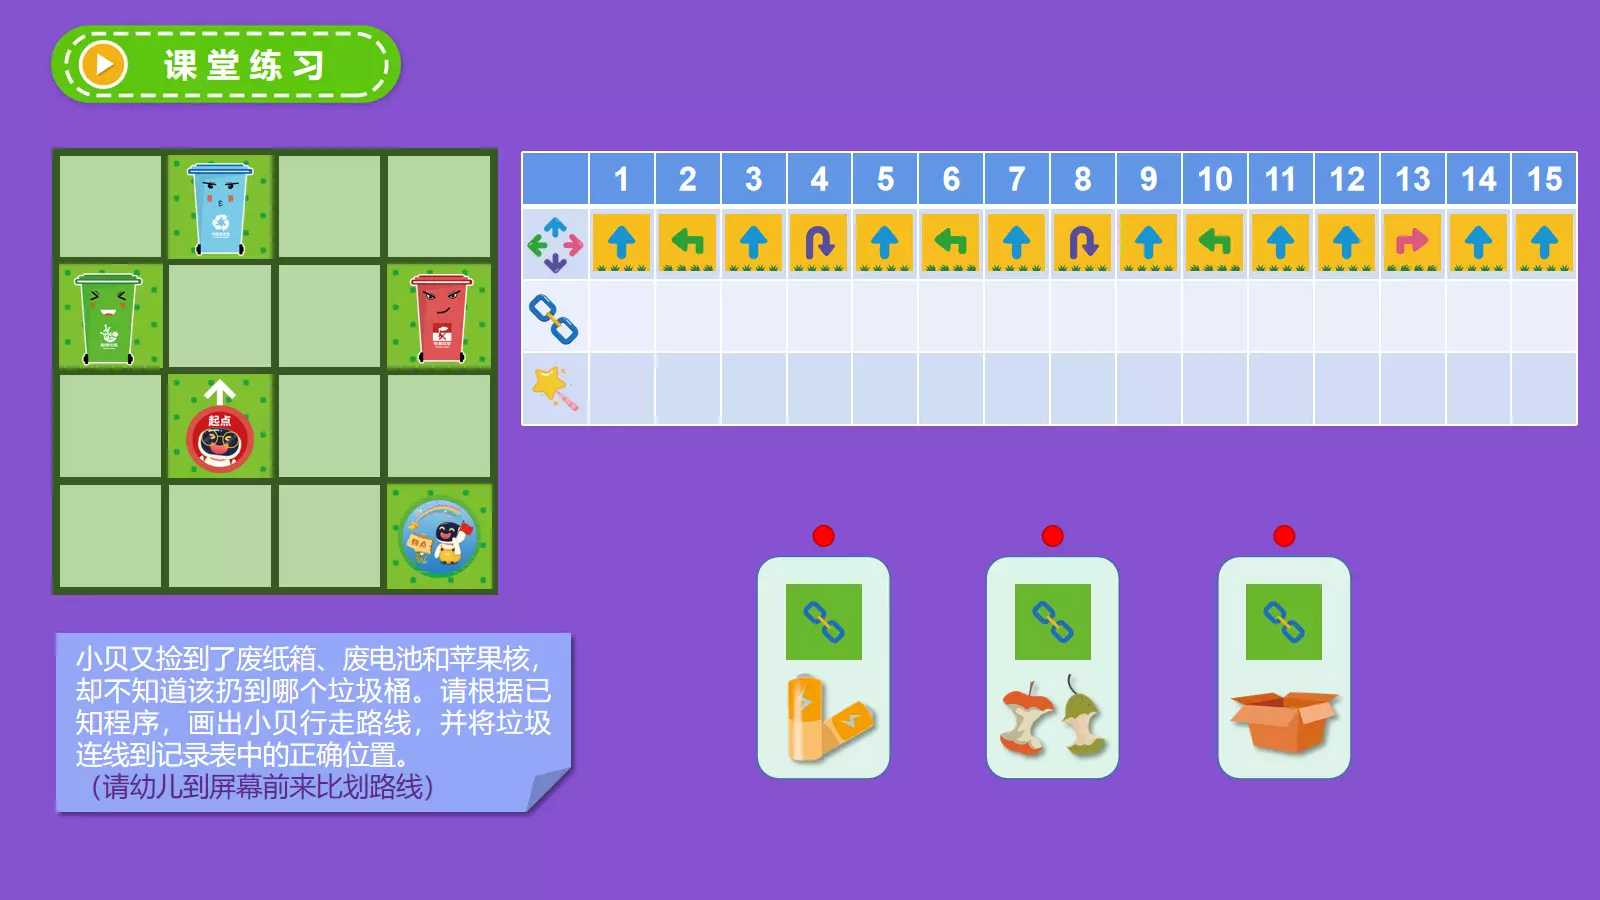 课堂练习
1 2 3 4 5 6 7 8 9 10 11 12 13 14 15
起点
小贝又捡到了废纸箱、废电池和苹果核，
却不知道该扔到哪个垃圾桶。请根据已
知程序，画出小贝行走路线，并将垃圾
连线到记录表中的正确位置。
（请幼儿到屏幕前来比划路线）